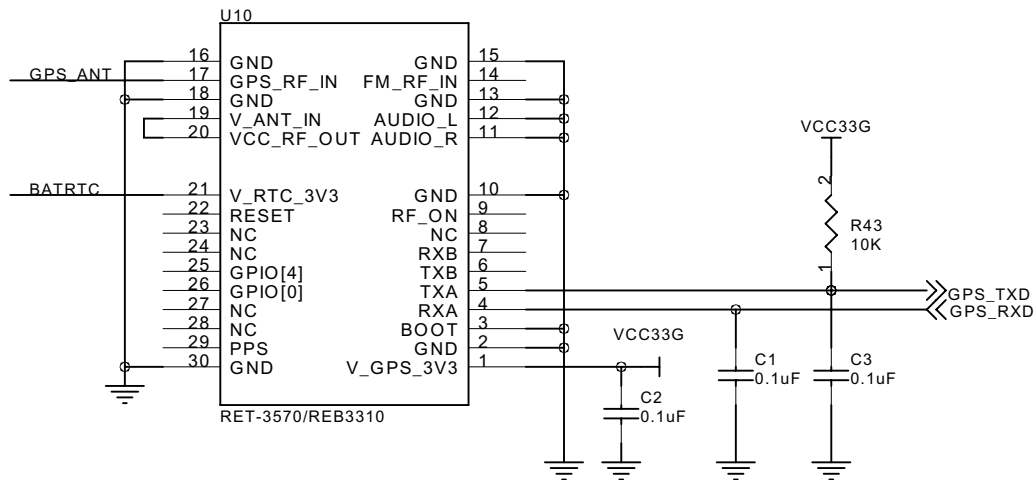 U10
16 GND GND 15
GPS_ANT 17 GPS_RF_IN FM_RF_IN 14
18 GND GND 13
19 V_ANT_IN AUDIO_L 12
20 VCC_RF_OUT AUDIO_R 11
VCC33G
BATRTC 21 V_RTC_3V3 GND 10
22 RESET RF_ON 9
23 NC NC 8
24 NC RXB 7
25 GPIO[4] TXB 6
26 GPIO[0] TXA 5
27 NC RXA 4
28 NC BOOT 3
29 PPS GND 2
30 GND V_GPS_3V3 1
RET-3570/REB3310
2
R43
10K
1
GPS_TXD
GPS_RXD
VCC33G
C2
0.1uF
C1
0.1uF
C3
0.1uF